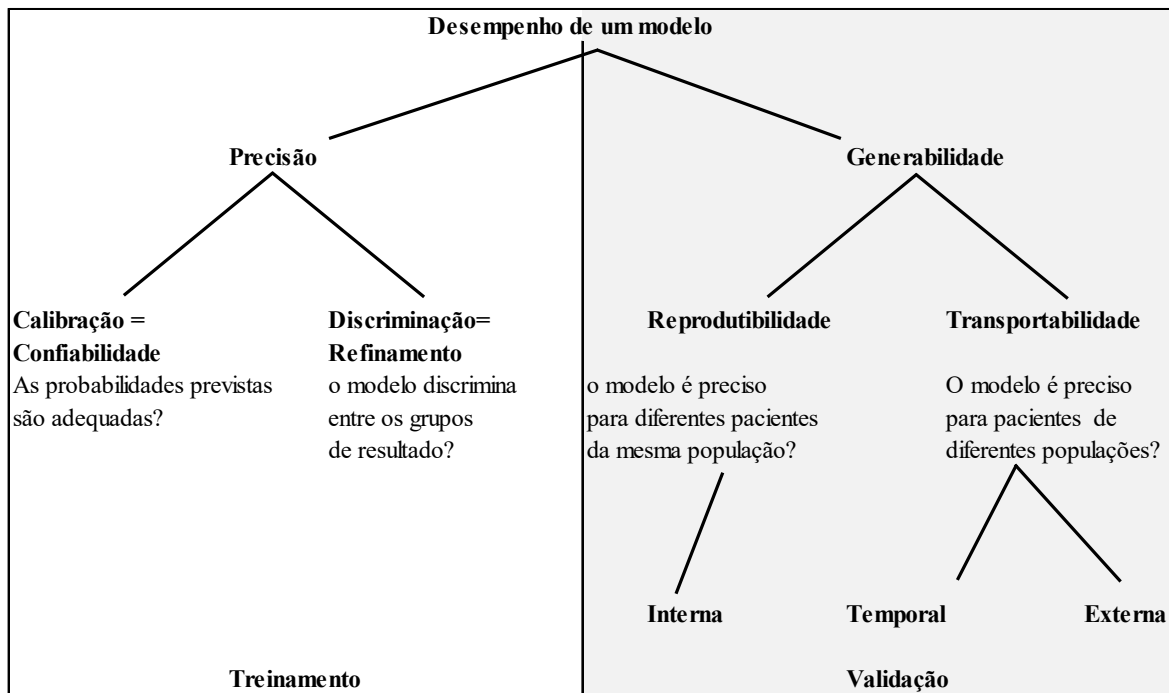 Desempenho de um modelo
Precisão
Generabilidade
Calibração =
Confiabilidade
As probabilidades previstas
são adequadas?
Discriminação=
Refinamento
o modelo discrimina
entre os grupos
de resultado?
Reprodutibilidade
o modelo é preciso
para diferentes pacientes
da mesma população?
Transportabilidade
O modelo é preciso
para pacientes de
diferentes populações?
Interna
Temporal
Externa
Treinamento
Validação